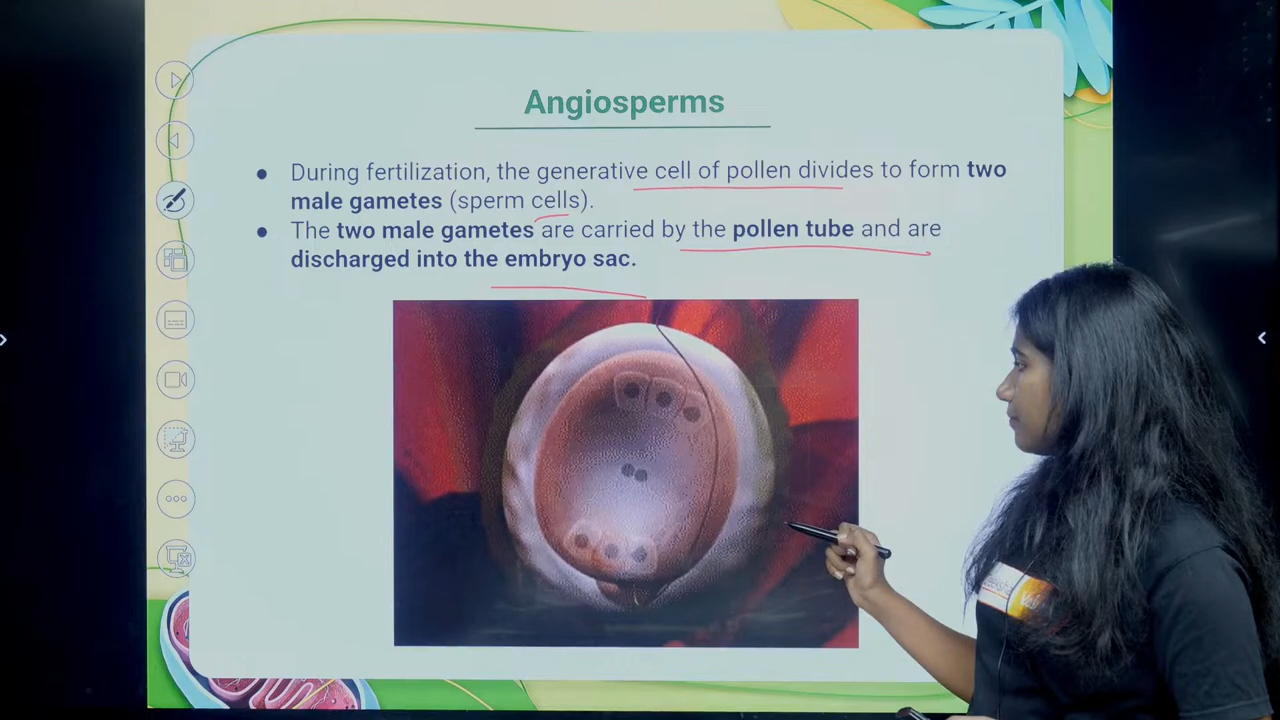 Angiosperms
During fertilization, the generative cell of pollen divides to form two
male gametes (sperm cells).
The two male gametes are carried by the pollen tube and are
discharged into the embryo sac.